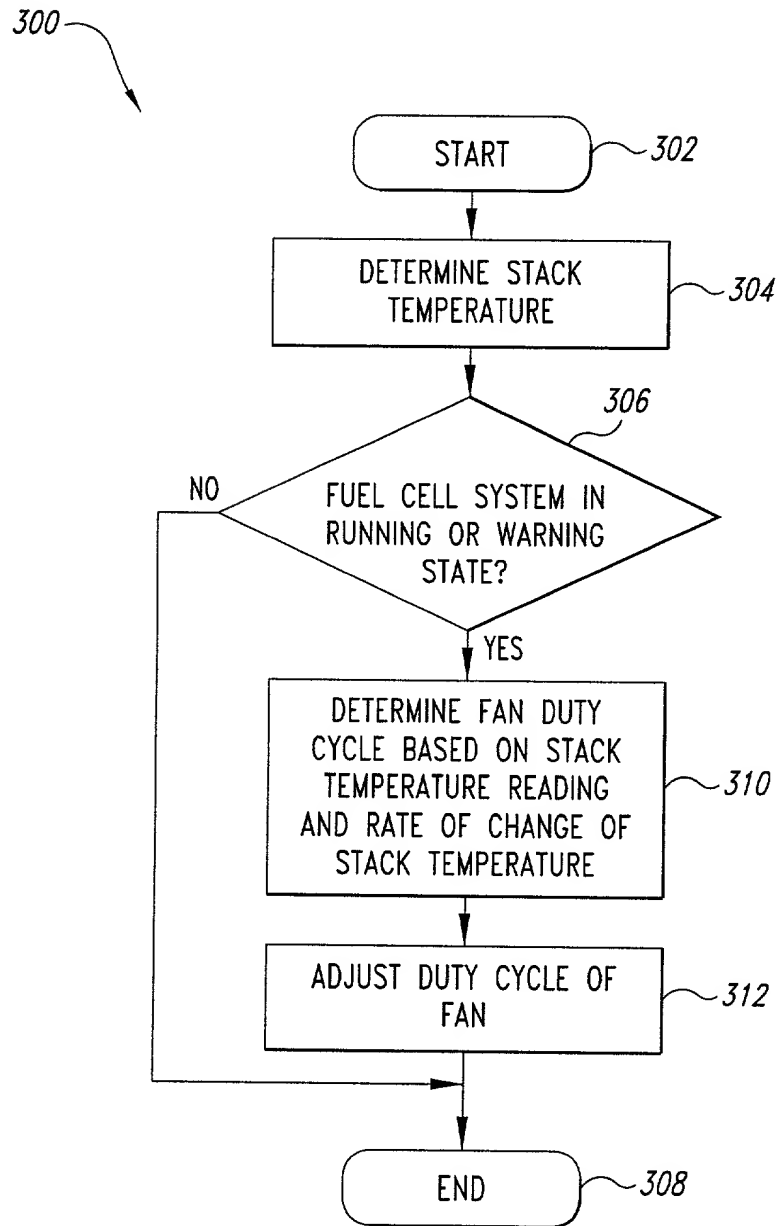 300
START
302
DETERMINE STACK
TEMPERATURE
304
306
NO
FUEL CELL SYSTEM IN
RUNNING OR WARNING
STATE?
YES
DETERMINE FAN DUTY
CYCLE BASED ON STACK
TEMPERATURE READING
AND RATE OF CHANGE OF
STACK TEMPERATURE
310
ADJUST DUTY CYCLE OF
FAN
312
END
308